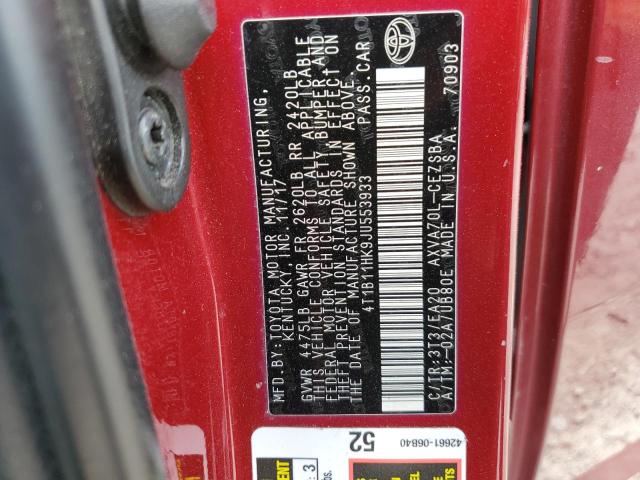 MFD.BY:TOYOTA MOTOR MANUFACTURING,
KENTUCKY, INC. 11/17
GVWR 4475LB GAWR FR 2620LB RR 2420LB
THIS VEHICLE CONFORMS TO ALL APPLICABLE
FEDERAL MOTOR VEHICLE SAFETY, BUMPER, AND
THEFT PREVENTION STANDARDS IN EFFECT ON
THE DATE OF MANUFACTURE SHOWN ABOVE.
4T1B11HK9JU553933 PASS.CAR
C/TR:3T3/EA20 AXVA70L-CEZSBA
A/TM:-02A/UB80E MADE IN U.S.A. 70903
52
42661-06B40
3